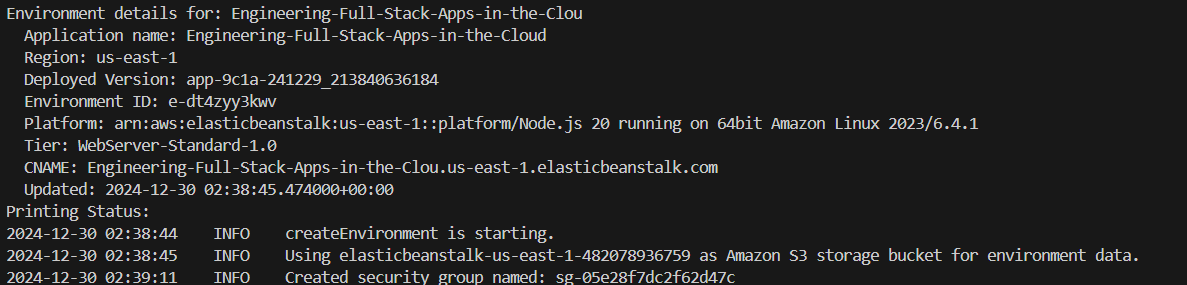 Environment details for: Engineering-Full-Stack-Apps-in-the-Clou
Application name: Engineering-Full-Stack-Apps-in-the-Cloud
Region: us-east-1
Deployed Version: app-9c1a-241229_213840636184
Environment ID: e-dt4zyy3kwv
Platform: arn:aws:elasticbeanstalk:us-east-1::platform/Node.js 20 running on 64bit Amazon Linux 2023/6.4.1
Tier: WebServer-Standard-1.0
CNAME: Engineering-Full-Stack-Apps-in-the-Clou.us-east-1.elasticbeanstalk.com
Updated: 2024-12-30 02:38:45.474000+00:00
Printing Status:
2024-12-30 02:38:44    INFO    createEnvironment is starting.
2024-12-30 02:38:45    INFO    Using elasticbeanstalk-us-east-1-482078936759 as Amazon S3 storage bucket for environment data.
2024-12-30 02:39:11    INFO    Created security group named: sg-05e28f7dc2f62d47c